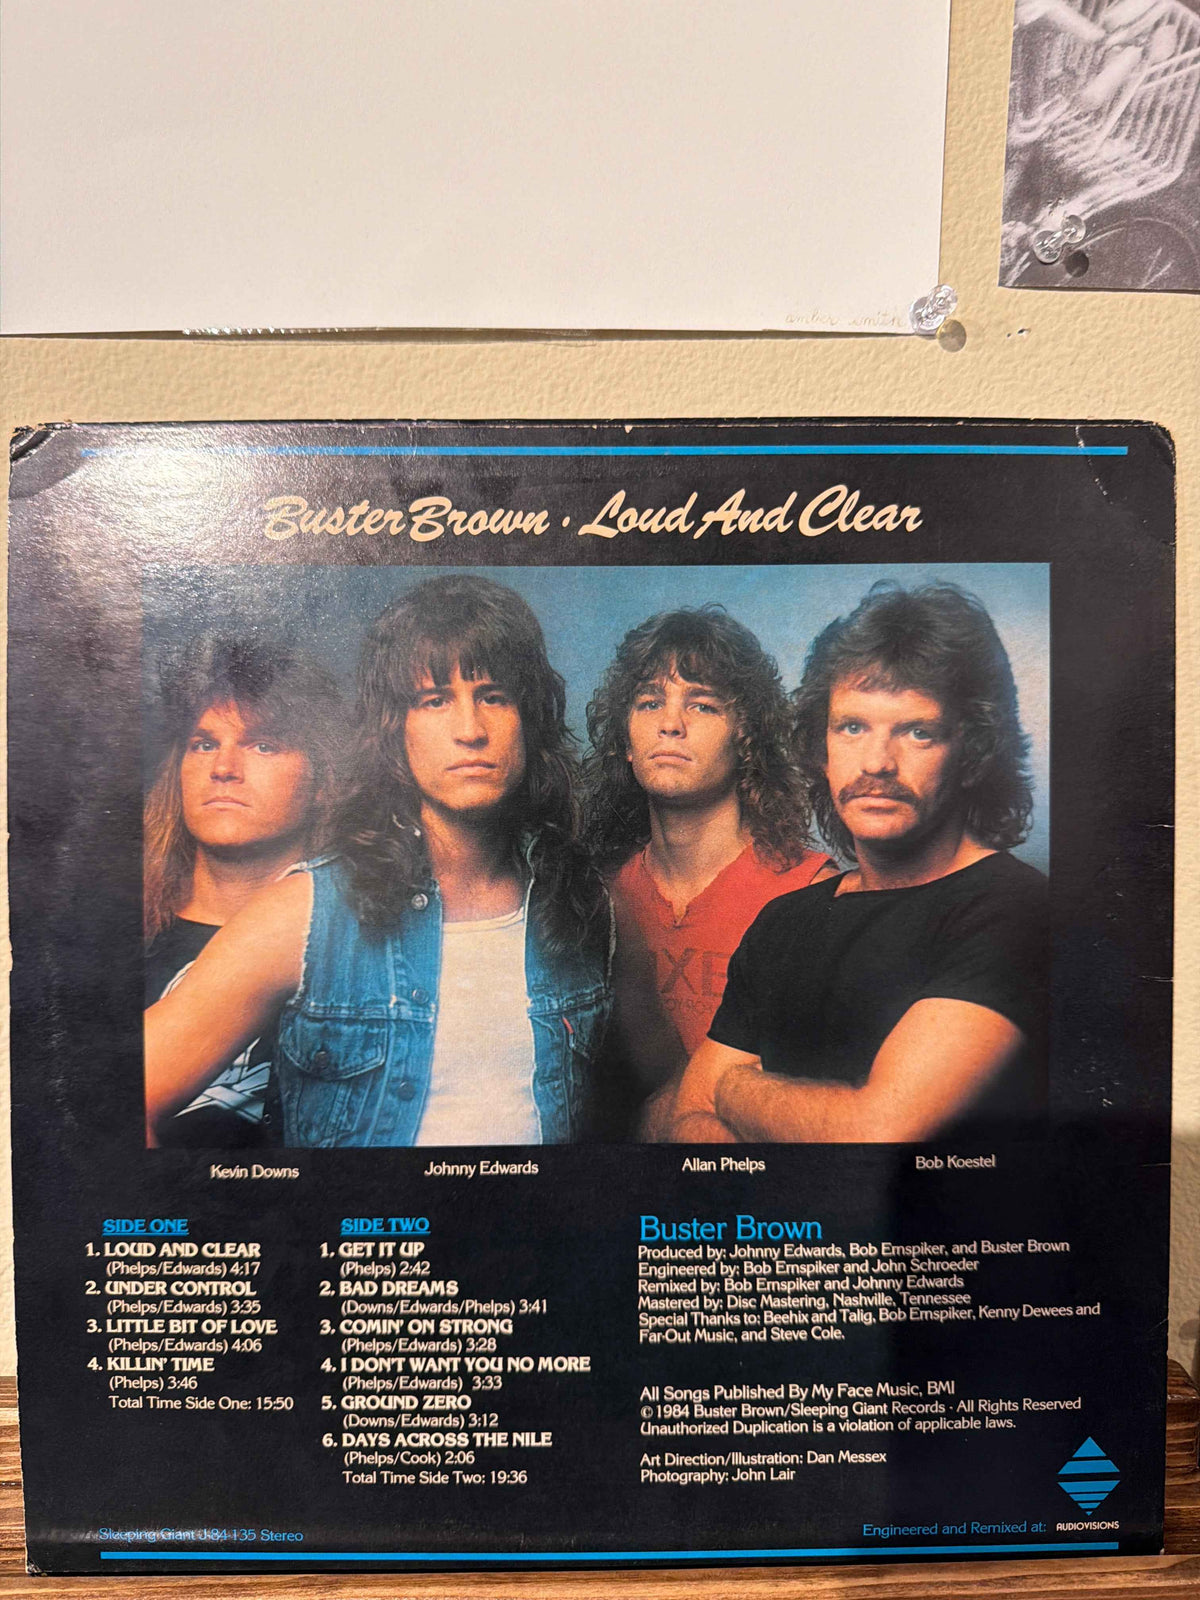 amber smith
Buster Brown · Loud And Clear
Kevin Downs
Johnny Edwards
Allan Phelps
Bob Koestel
SIDE ONE
1. LOUD AND CLEAR
(Phelps/Edwards) 4:17
2. UNDER CONTROL
(Phelps/Edwards) 3:35
3. LITTLE BIT OF LOVE
(Phelps/Edwards) 4:06
4. KILLIN' TIME
(Phelps) 3:46
Total Time Side One: 15:50
SIDE TWO
1. GET IT UP
(Phelps) 2:42
2. BAD DREAMS
(Downs/Edwards/Phelps) 3:41
3. COMIN' ON STRONG
(Phelps/Edwards) 3:28
4. I DON'T WANT YOU NO MORE
(Phelps/Edwards) 3:33
5. GROUND ZERO
(Downs/Edwards) 3:12
6. DAYS ACROSS THE NILE
(Phelps/Cook) 2:06
Total Time Side Two: 19:36
Buster Brown
Produced by: Johnny Edwards, Bob Ernspiker, and Buster Brown
Engineered by: Bob Ernspiker and John Schroeder
Remixed by: Bob Ernspiker and Johnny Edwards
Mastered by: Disc Mastering, Nashville, Tennessee
Special Thanks to: Beehix and Talig, Bob Ernspiker, Kenny Dewees and
Far-Out Music, and Steve Cole.
All Songs Published By My Face Music, BMI
© 1984 Buster Brown/Sleeping Giant Records · All Rights Reserved
Unauthorized Duplication is a violation of applicable laws.
Art Direction/Illustration: Dan Messex
Photography: John Lair
Sleeping Giant J-84-135 Stereo
Engineered and Remixed at: AUDIOVISIONS